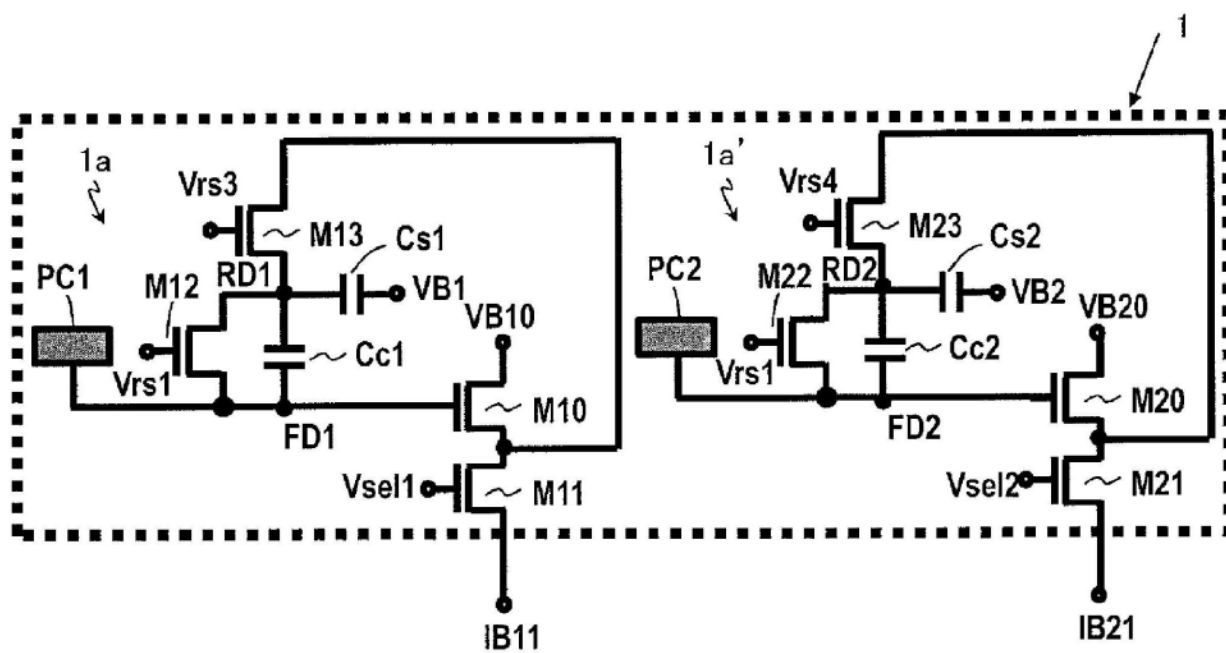 1
1a
Vrs3
M13
Cs1
PC1
M12
RD1
VB1
VB10
Vrs1
Cc1
FD1
M10
Vsel1
M11
IB11
1a'
Vrs4
M23
Cs2
PC2
M22
RD2
VB2
VB20
Vrs1
Cc2
FD2
M20
Vsel2
M21
IB21